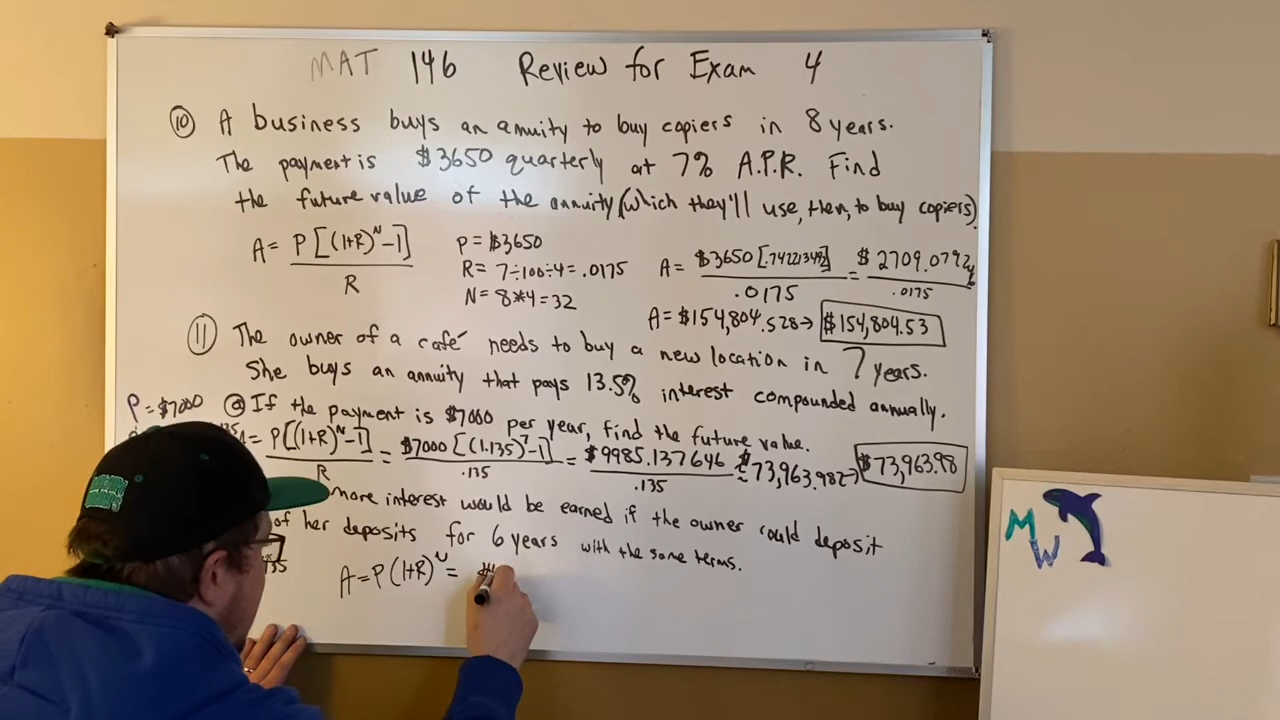 MAT 146 Review for Exam 4
⑩ A business buys an annuity to buy copiers in 8 years.
The payment is $3650 quarterly at 7% A.P.R. Find
the future value of the annuity (which they'll use, then, to buy copiers).
A = P[(1+R)^N-1] / R
P = $3650
R = 7÷100÷4 = .0175
N = 8*4 = 32
A = $3650[.742213492] / .0175 = $2709.07924 / .0175
A = $154,804.528 → $154,804.53
⑪ The owner of a café needs to buy a new location in 7 years.
She buys an annuity that pays 13.5% interest compounded annually.
P = $7000 ⓐ If the payment is $7000 per year, find the future value.
A = P[(1+R)^N-1] / R = $7000[(1.135)^7-1] / .135 = $9985.137646 / .135 ≈ $73,963.982 → $73,963.98
more interest would be earned if the owner could deposit
of her deposits for 6 years with the same terms.
A = P(1+R)^N =
MW